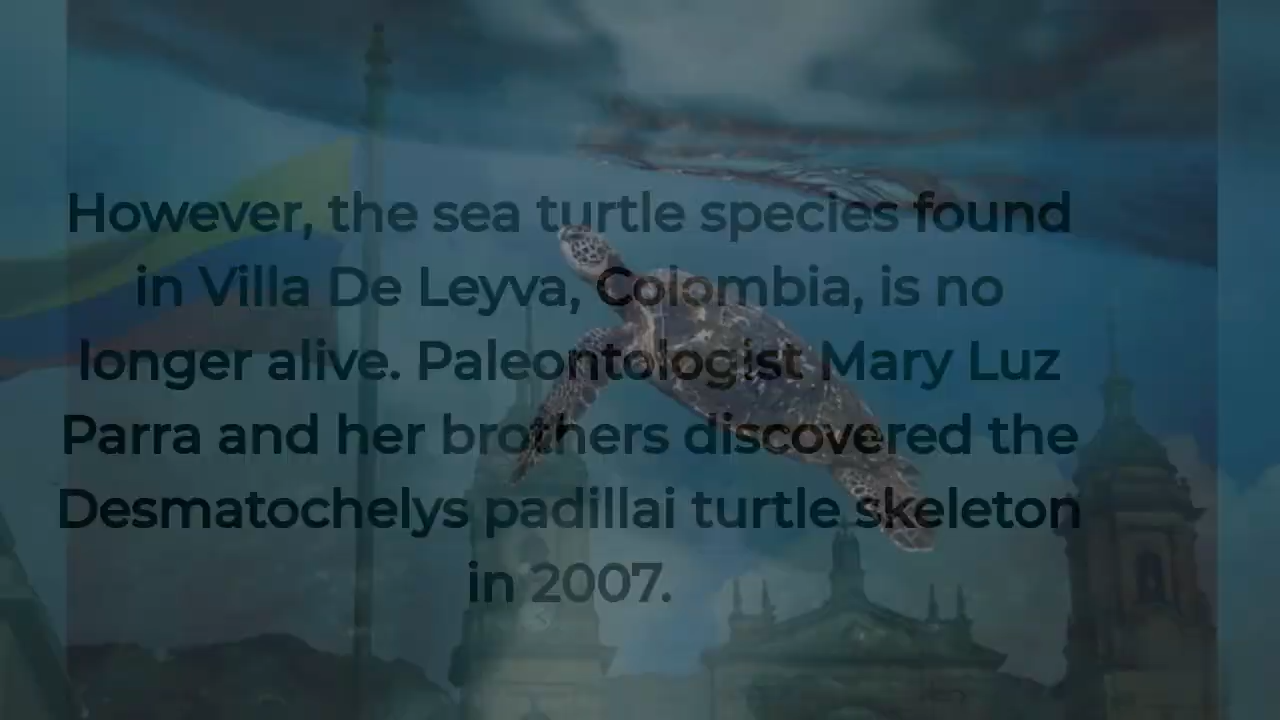 However, the sea turtle species found
in Villa De Leyva, Colombia, is no
longer alive. Paleontologist Mary Luz
Parra and her brothers discovered the
Desmatochelys padillai turtle skeleton
in 2007.